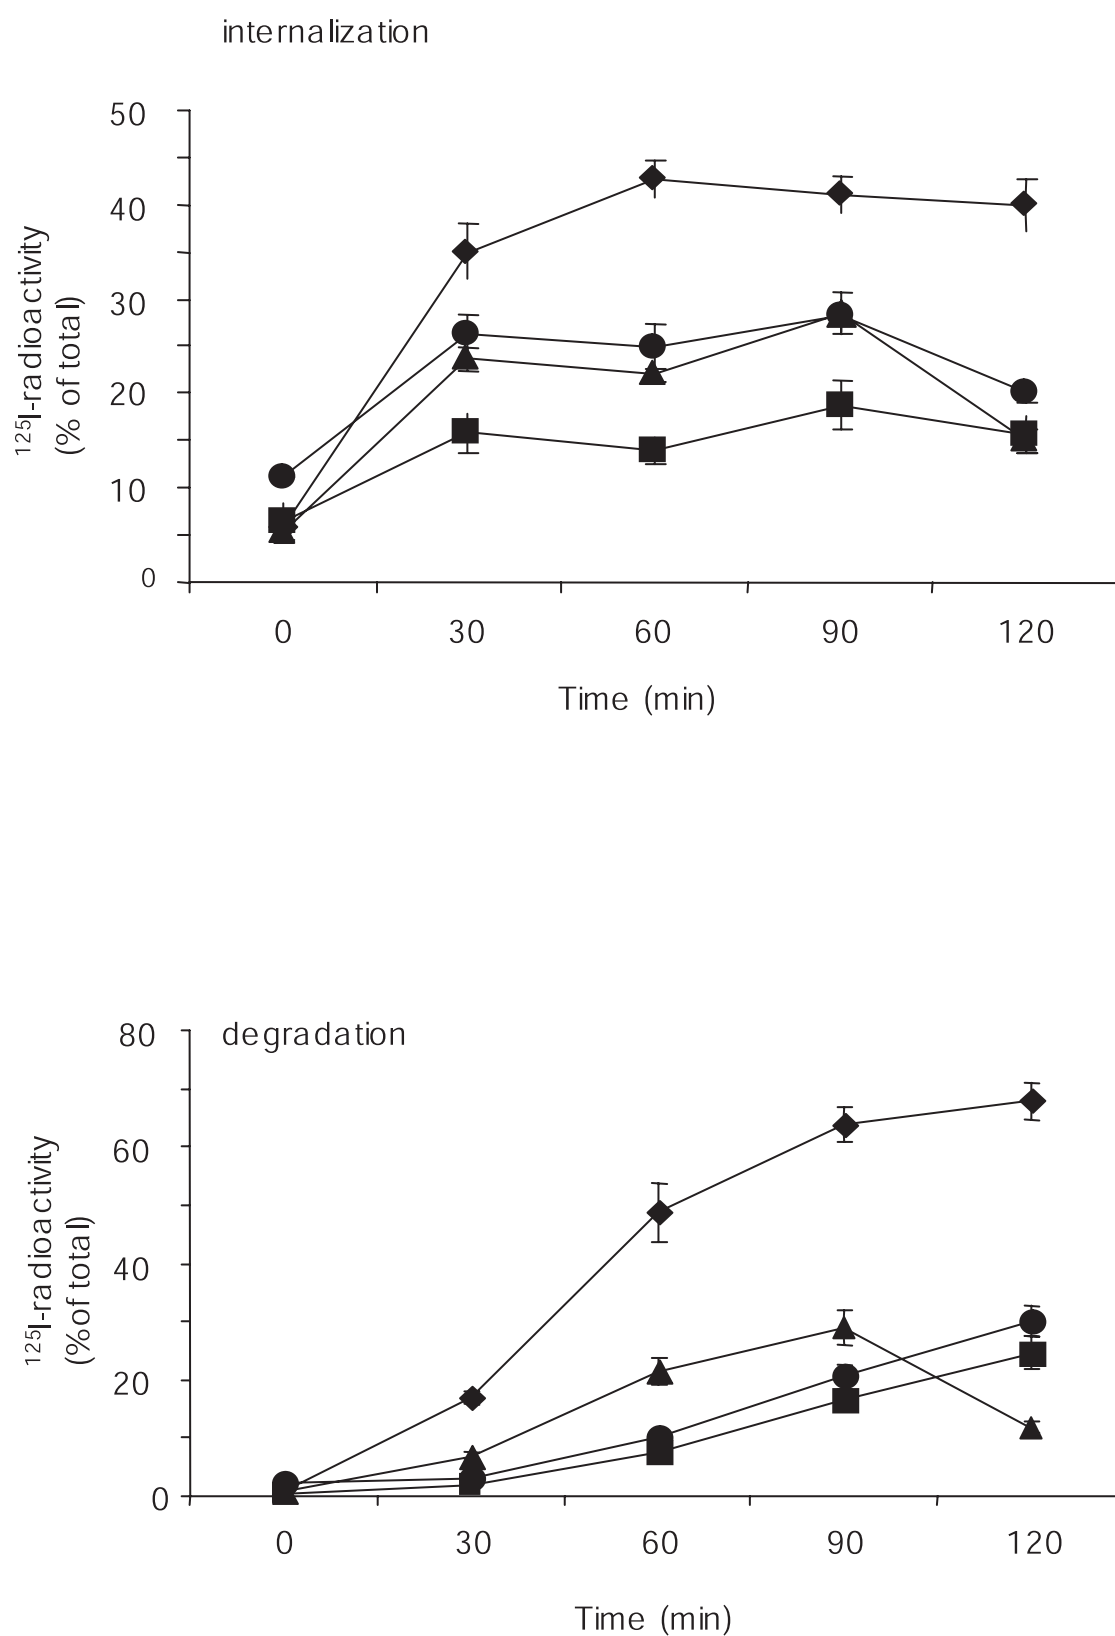 internalization
50
40
30
20
10
0
¹²⁵I-radioactivity
(% of total)
0 30 60 90 120
Time (min)
degradation
80
60
40
20
0
¹²⁵I-radioactivity
(%of total)
0 30 60 90 120
Time (min)